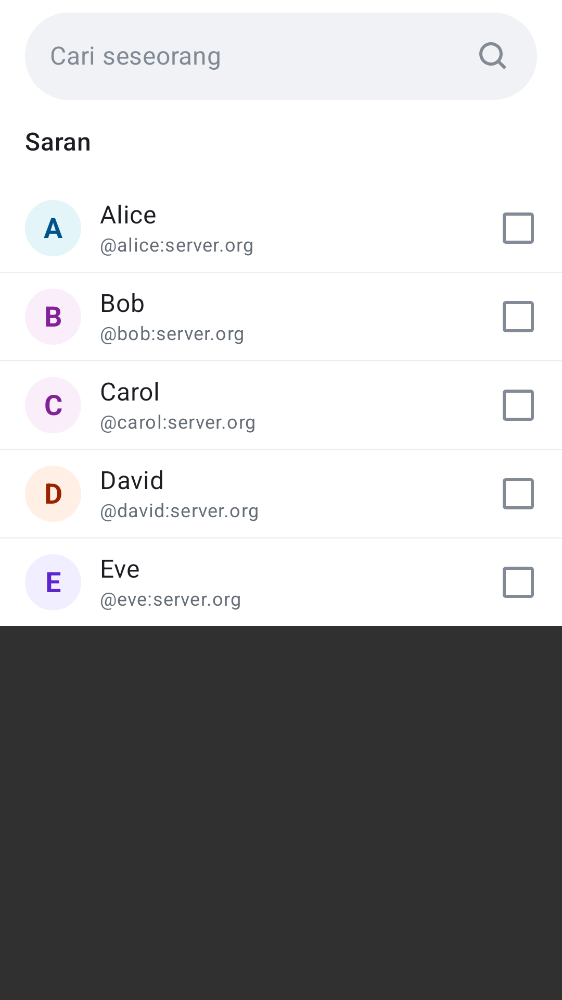 Cari seseorang
Saran
A
Alice
@alice:server.org
B
Bob
@bob:server.org
C
Carol
@carol:server.org
D
David
@david:server.org
E
Eve
@eve:server.org